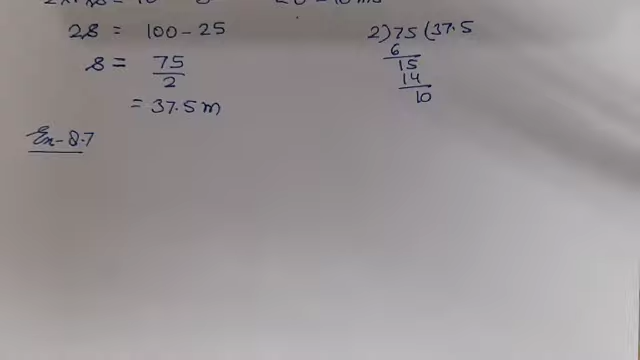 2s = 100 - 25
2)75(37.5
s = 75/2
6
15
14
10
= 37.5 m
Ex-8.7